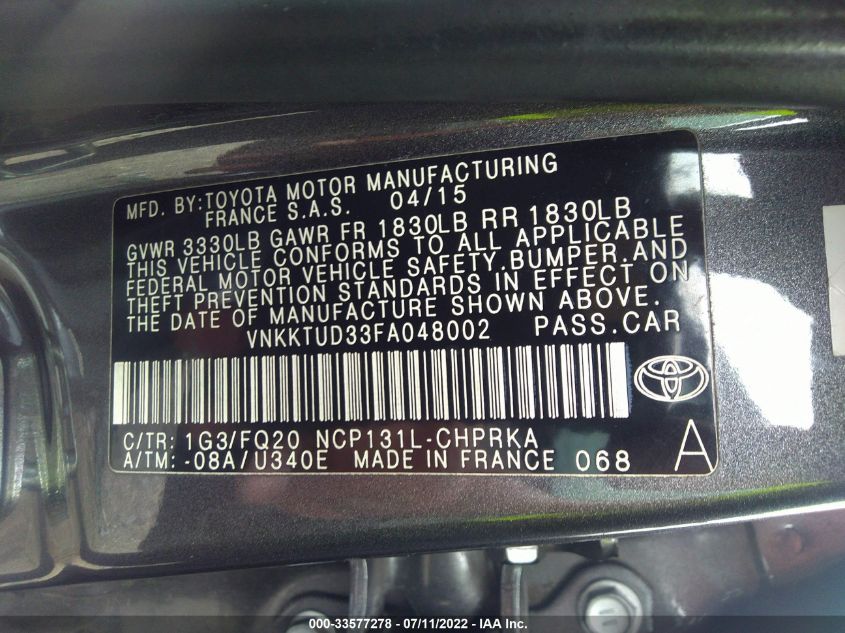 MFD. BY:TOYOTA MOTOR MANUFACTURING
FRANCE S.A.S. 04/15
GVWR 3330LB GAWR FR 1830LB RR 1830LB
THIS VEHICLE CONFORMS TO ALL APPLICABLE
FEDERAL MOTOR VEHICLE SAFETY,BUMPER,AND
THEFT PREVENTION STANDARDS IN EFFECT ON
THE DATE OF MANUFACTURE SHOWN ABOVE.
VNKKTUD33FA048002 PASS.CAR
C/TR: 1G3/FQ20 NCP131L-CHPRKA
A/TM: -08A/U340E MADE IN FRANCE 068 A
000-33577278 - 07/11/2022 - IAA Inc.